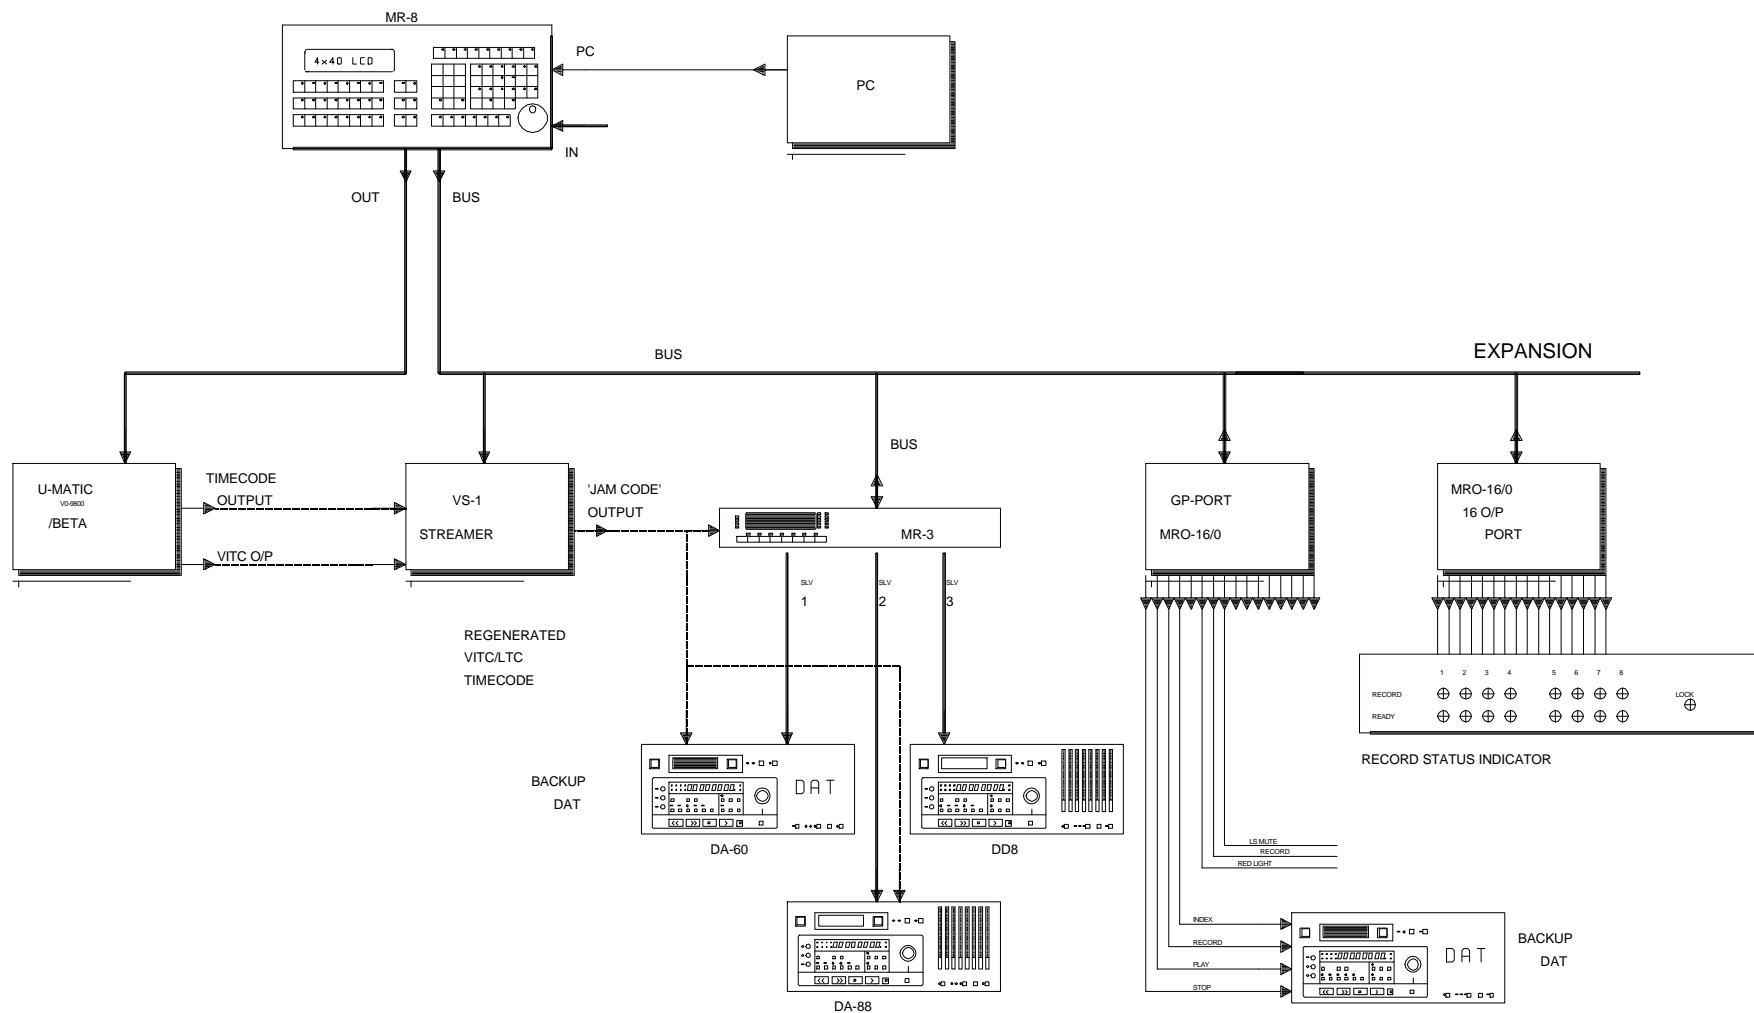 MR-8
4x40 LCD
PC
PC
IN
OUT
BUS
BUS
EXPANSION
BUS
U-MATIC
V0-9800
/BETA
TIMECODE
OUTPUT
VITC O/P
VS-1
STREAMER
'JAM CODE'
OUTPUT
MR-3
GP-PORT
MRO-16/0
MRO-16/0
16 O/P
PORT
SLV
1
SLV
2
SLV
3
REGENERATED
VITC/LTC
TIMECODE
1 2 3 4 5 6 7 8
RECORD
READY
LOCK
RECORD STATUS INDICATOR
BACKUP
DAT
DAT
DA-60
DD8
LS MUTE
RECORD
RED LIGHT
DA-88
INDEX
RECORD
PLAY
STOP
DAT
BACKUP
DAT